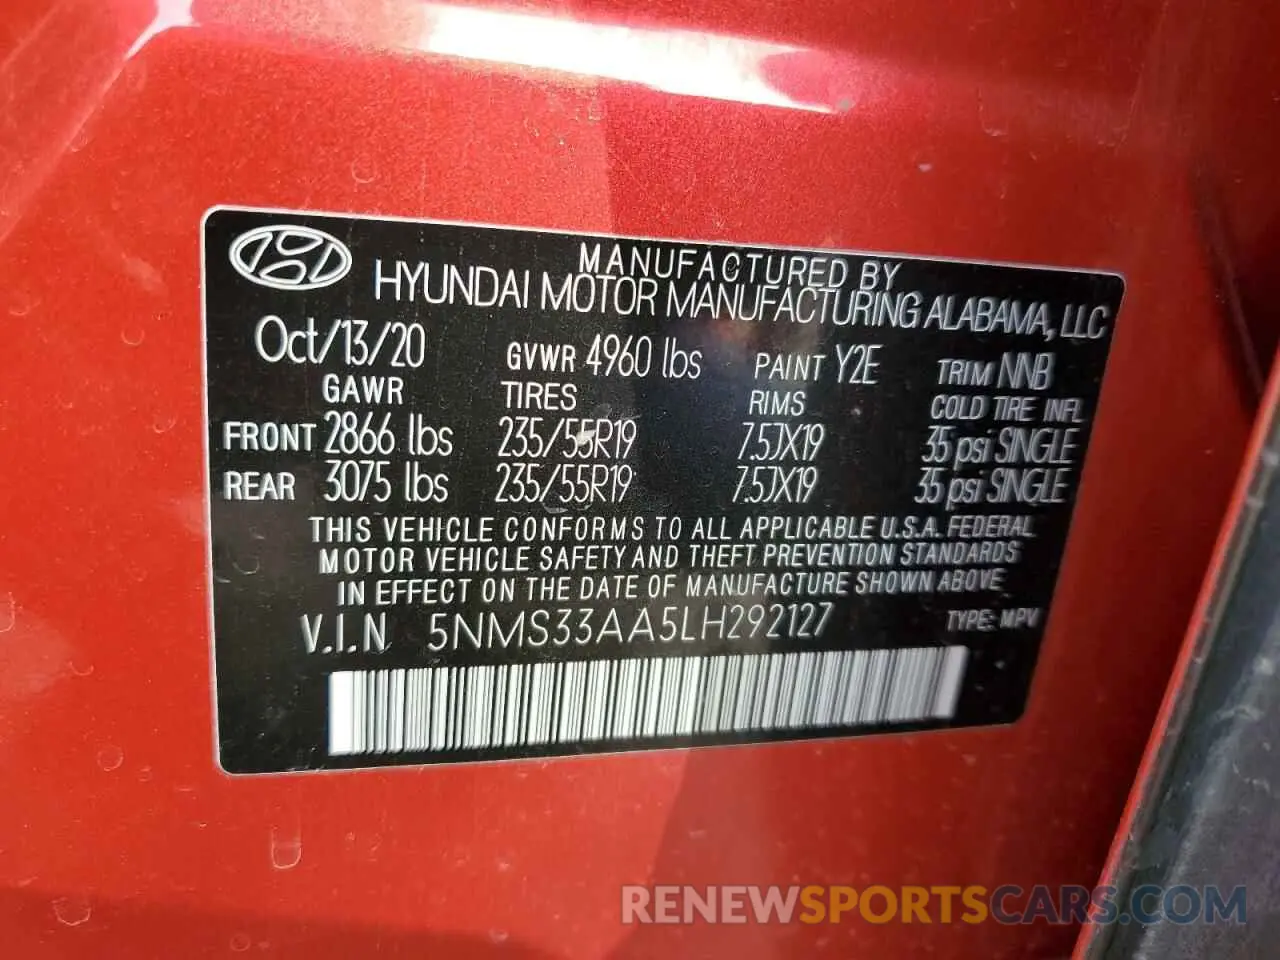 MANUFACTURED BY
HYUNDAI MOTOR MANUFACTURING ALABAMA, LLC
Oct/13/20 GVWR 4960 lbs PAINT Y2E TRIM NNB
GAWR TIRES RIMS COLD TIRE INFL
FRONT 2866 lbs 235/55R19 7.5JX19 35 psi SINGLE
REAR 3075 lbs 235/55R19 7.5JX19 35 psi SINGLE
THIS VEHICLE CONFORMS TO ALL APPLICABLE U.S.A. FEDERAL
MOTOR VEHICLE SAFETY AND THEFT PREVENTION STANDARDS
IN EFFECT ON THE DATE OF MANUFACTURE SHOWN ABOVE
V.I.N 5NMS33AA5LH292127 TYPE: MPV
RENEWSPORTSCARS.COM